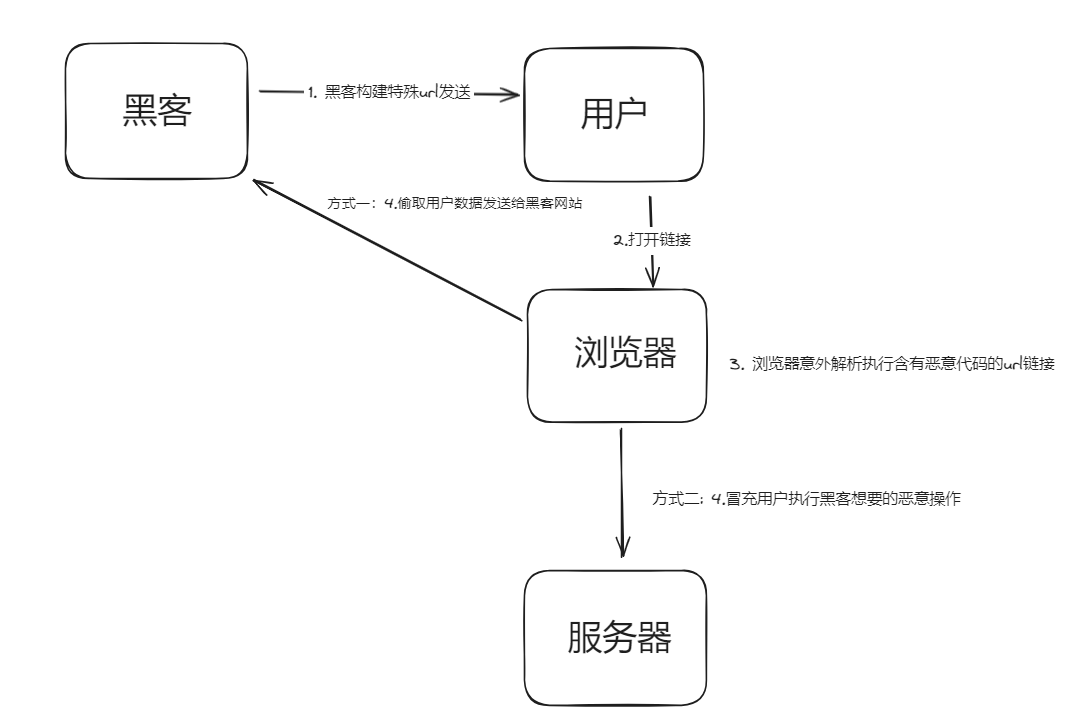 黑客
1. 黑客构建特殊url发送
用户
方式一：4.偷取用户数据发送给黑客网站
2.打开链接
浏览器
3. 浏览器意外解析执行含有恶意代码的url链接
方式二：4.冒充用户执行黑客想要的恶意操作
服务器